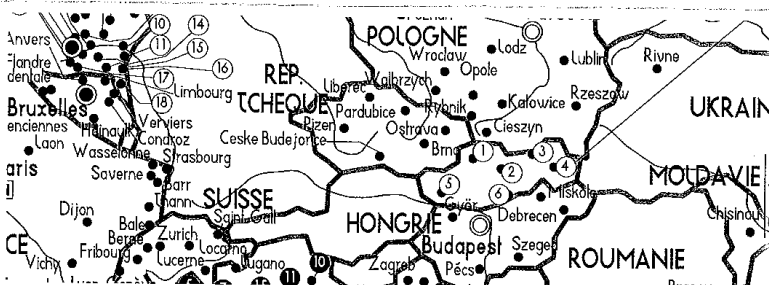 10
14
Anvers
11
15
Flandre
dentale
16
17
Limbourg
18
Bruxelles
Verviers
enciennes
Hainault
Condroz
Laon
Wasselonne
Strasbourg
Saverne
Barr
Thann
aris
Dijon
Bale
Berne
Zurich
Saint Gall
SUISSE
Fribourg
Lucerne
Locarno
Lugano
CE
Vichy
10
11
POLOGNE
Wroclaw
Lodz
Lublin
Rivne
REP.
TCHEQUE
Liberec
Walbrzych
Opole
Pardubice
Rybnik
Katowice
Rzeszow
UKRAIN
Plzen
Ostrava
Cieszyn
Ceske Budejorice
Brno
1
2
3
4
5
6
MOLDAVIE
Chisinau
Györ
Miskolc
HONGRIE
Debrecen
Budapest
Szeged
ROUMANIE
Zagreb
Pécs